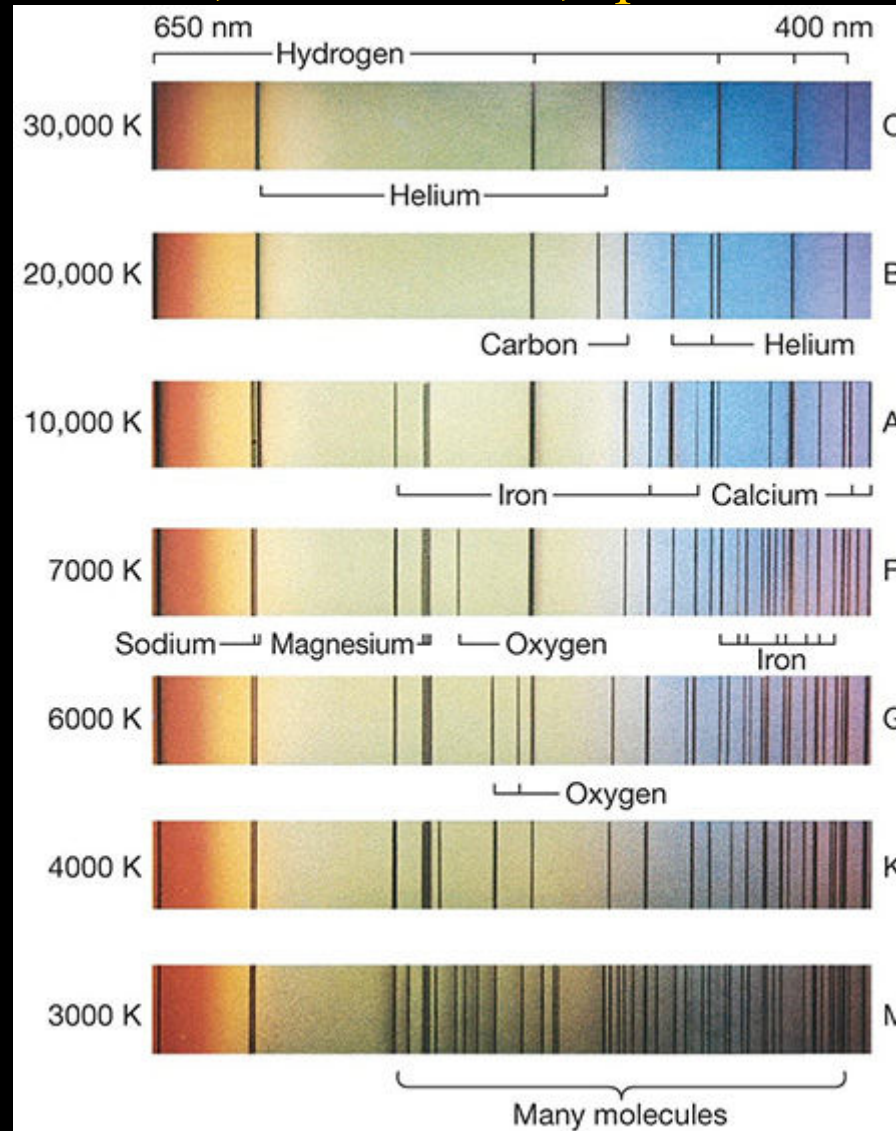 650 nm 400 nm
Hydrogen
30,000 K
Helium
20,000 K B
Carbon Helium
10,000 K A
Iron Calcium
7000 K F
Sodium Magnesium Oxygen Iron
6000 K G
Oxygen
4000 K K
3000 K M
Many molecules